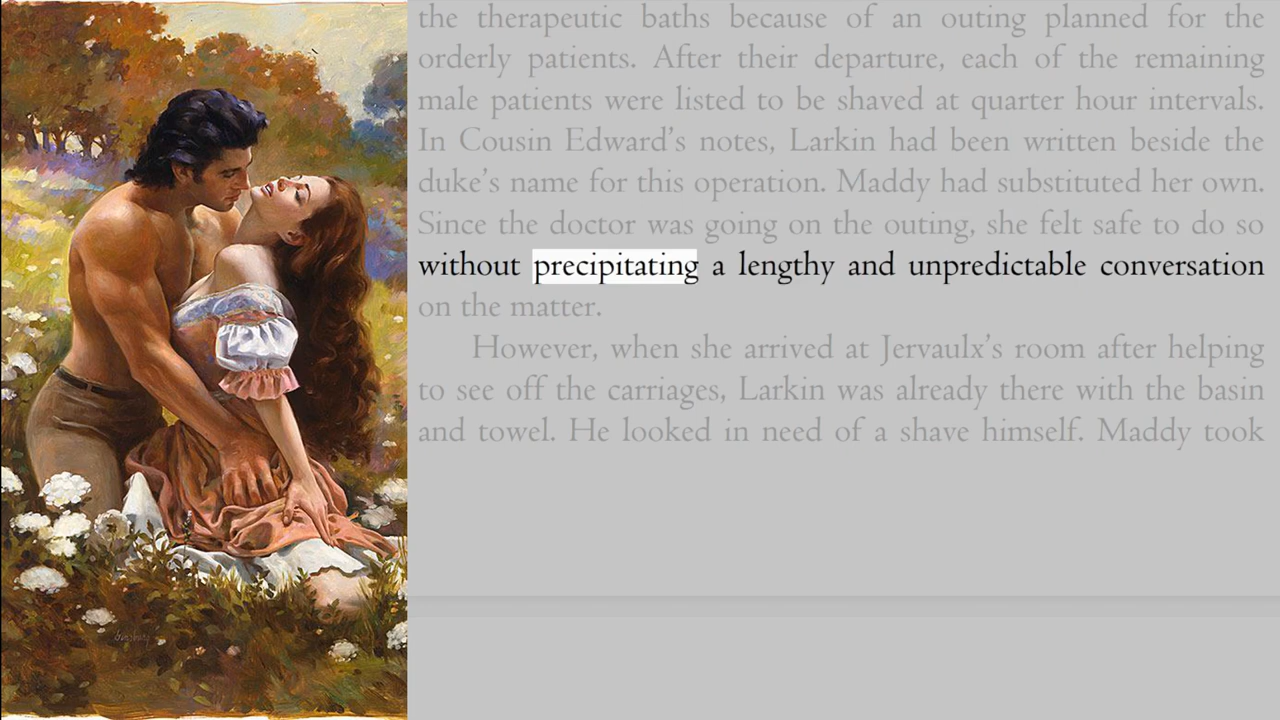 the therapeutic baths because of an outing planned for the
orderly patients. After their departure, each of the remaining
male patients were listed to be shaved at quarter hour intervals.
In Cousin Edward's notes, Larkin had been written beside the
duke's name for this operation. Maddy had substituted her own.
Since the doctor was going on the outing, she felt safe to do so
without precipitating a lengthy and unpredictable conversation
on the matter.
However, when she arrived at Jervaulx's room after helping
to see off the carriages, Larkin was already there with the basin
and towel. He looked in need of a shave himself. Maddy took